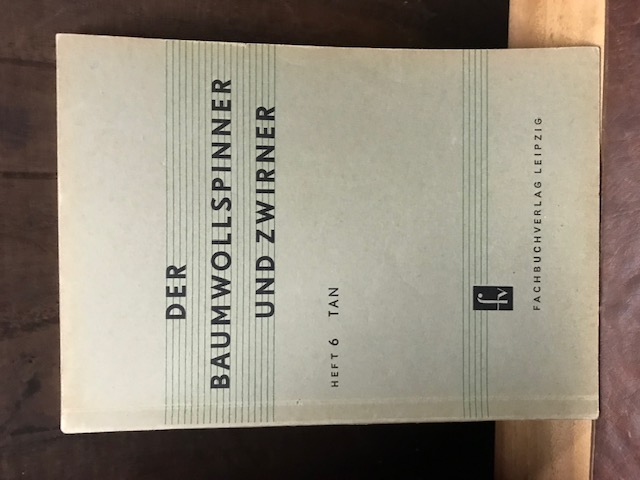 DER
BAUMWOLLSPINNER
UND ZWIRNER
HEFT 6 TAN
fv
FACHBUCHVERLAG LEIPZIG